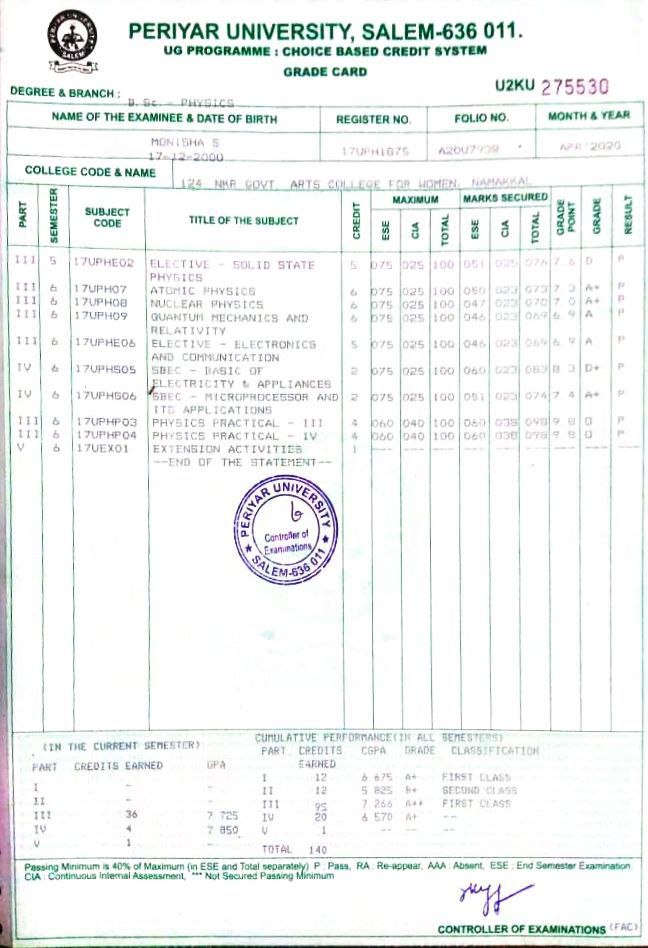 PERIYAR UNIVERSITY, SALEM-636 011.
UG PROGRAMME : CHOICE BASED CREDIT SYSTEM
GRADE CARD
U2KU 275530
DEGREE & BRANCH : B. Sc. - PHYSICS
NAME OF THE EXAMINEE & DATE OF BIRTH REGISTER NO. FOLIO NO. MONTH & YEAR
MONISHA S
17-12-2000 17UPH1875 A20U7939 APR 2020
COLLEGE CODE & NAME 124 NKR GOVT. ARTS COLLEGE FOR WOMEN, NAMAKKAL
PART SEMESTER SUBJECT CODE TITLE OF THE SUBJECT CREDIT MAXIMUM ESE CIA TOTAL MARKS SECURED ESE CIA TOTAL GRADE POINT GRADE RESULT
III 5 17UPHE02 ELECTIVE - SOLID STATE 5 075 025 100 051 025 076 7.6 D P
PHYSICS
III 6 17UPH07 ATOMIC PHYSICS 6 075 025 100 050 023 073 7.3 A+ P
III 6 17UPH08 NUCLEAR PHYSICS 6 075 025 100 047 023 070 7.0 A+ P
III 6 17UPH09 QUANTUM MECHANICS AND 6 075 025 100 046 023 069 6.9 A P
RELATIVITY
III 6 17UPHE06 ELECTIVE - ELECTRONICS 5 075 025 100 046 023 069 6.9 A P
AND COMMUNICATION
IV 6 17UPHS05 SBEC - BASIC OF 2 075 025 100 060 023 083 8.3 D+ P
ELECTRICITY & APPLIANCES
IV 6 17UPHS06 SBEC - MICROPROCESSOR AND 2 075 025 100 051 023 074 7.4 A+ P
ITS APPLICATIONS
III 6 17UPHP03 PHYSICS PRACTICAL - III 4 060 040 100 060 038 098 9.8 O P
III 6 17UPHP04 PHYSICS PRACTICAL - IV 4 060 040 100 060 038 098 9.8 O P
V 6 17UEX01 EXTENSION ACTIVITIES 1 --- --- --- --- --- --- --- --- ---
--END OF THE STATEMENT--
PERIYAR UNIVERSITY
Controller of
Examinations
★ SALEM-636 011 ★
(IN THE CURRENT SEMESTER) CUMULATIVE PERFORMANCE(IN ALL SEMESTERS)
PART CREDITS EARNED GPA PART CREDITS EARNED CGPA GRADE CLASSIFICATION
I - - I 12 6.675 A+ FIRST CLASS
II - - II 12 5.825 B+ SECOND CLASS
III 36 7.725 III 95 7.266 A++ FIRST CLASS
IV 4 7.850 IV 20 6.570 A+ --
V 1 - V 1 - -- --
TOTAL 140
Passing Minimum is 40% of Maximum (in ESE and Total separately) P : Pass, RA : Re-appear, AAA : Absent, ESE : End Semester Examination
CIA : Continuous Internal Assessment, *** Not Secured Passing Minimum
CONTROLLER OF EXAMINATIONS (FAC)